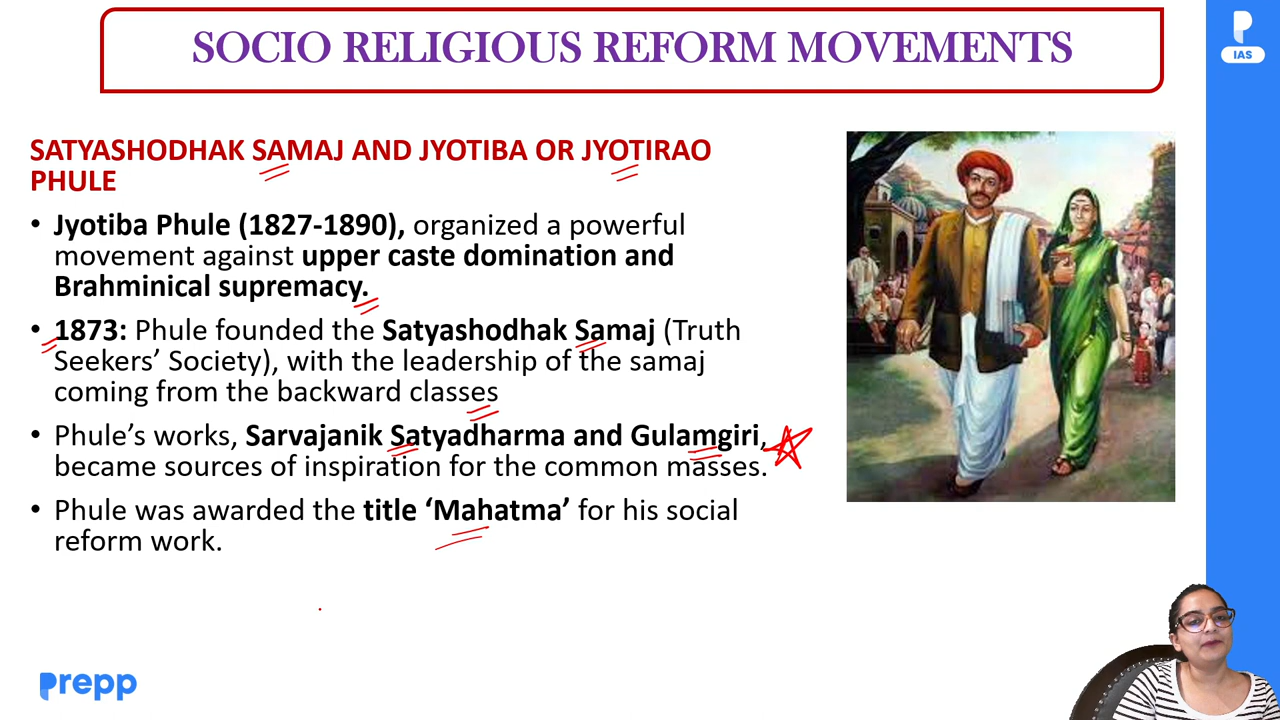 SOCIO RELIGIOUS REFORM MOVEMENTS
IAS
SATYASHODHAK SAMAJ AND JYOTIBA OR JYOTIRAO
PHULE
• Jyotiba Phule (1827-1890), organized a powerful
movement against upper caste domination and
Brahminical supremacy.
• 1873: Phule founded the Satyashodhak Samaj (Truth
Seekers’ Society), with the leadership of the samaj
coming from the backward classes
• Phule’s works, Sarvajanik Satyadharma and Gulamgiri,
became sources of inspiration for the common masses.
• Phule was awarded the title ‘Mahatma’ for his social
reform work.
prepp